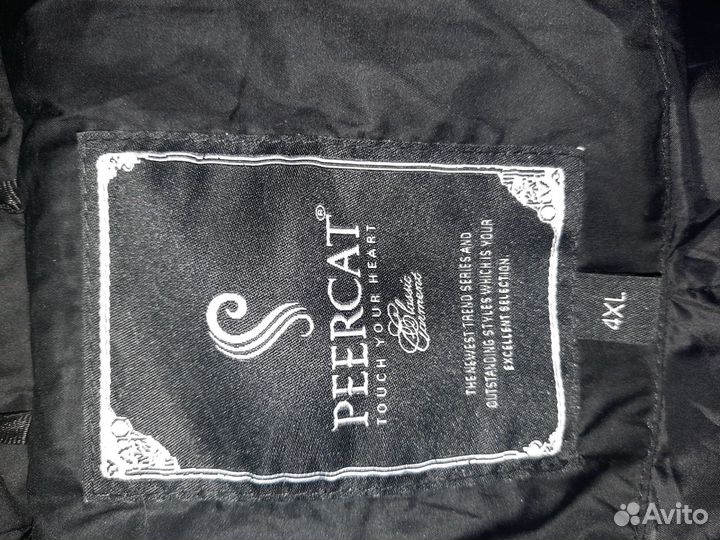 PEERCAT®
TOUCH YOUR HEART
Classic
Garment
THE NEWEST TREND SERIES AND
OUTSTANDING STYLES WHICH IS YOUR
EXCELLENT SELECTION.
4XL
Avito